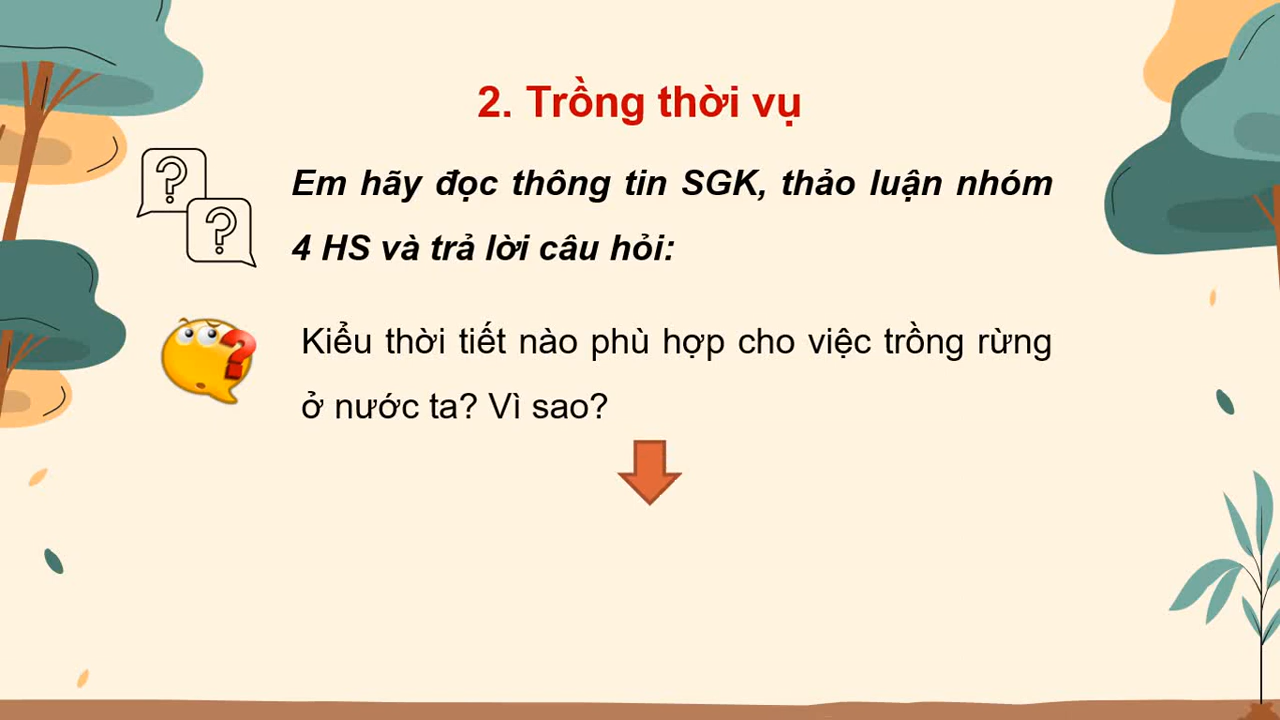 2. Trồng thời vụ
Em hãy đọc thông tin SGK, thảo luận nhóm
4 HS và trả lời câu hỏi:
Kiểu thời tiết nào phù hợp cho việc trồng rừng
ở nước ta? Vì sao?